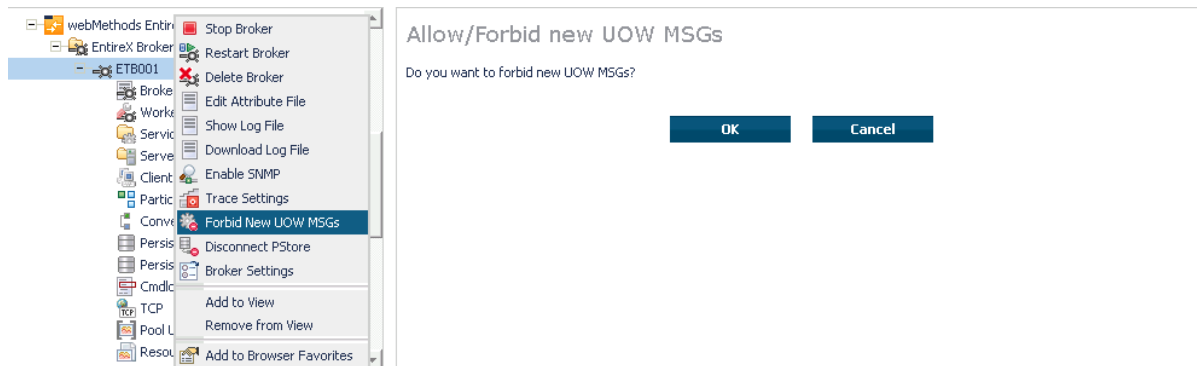 webMethods Entir
EntireX Broker
ETB001
Broke
Worke
Servic
Serve
Client
Partic
Conve
Persis
Persis
Cmdlo
TCP
Pool U
Resou
Stop Broker
Restart Broker
Delete Broker
Edit Attribute File
Show Log File
Download Log File
Enable SNMP
Trace Settings
Forbid New UOW MSGs
Disconnect PStore
Broker Settings
Add to View
Remove from View
Add to Browser Favorites
Allow/Forbid new UOW MSGs
Do you want to forbid new UOW MSGs?
OK Cancel